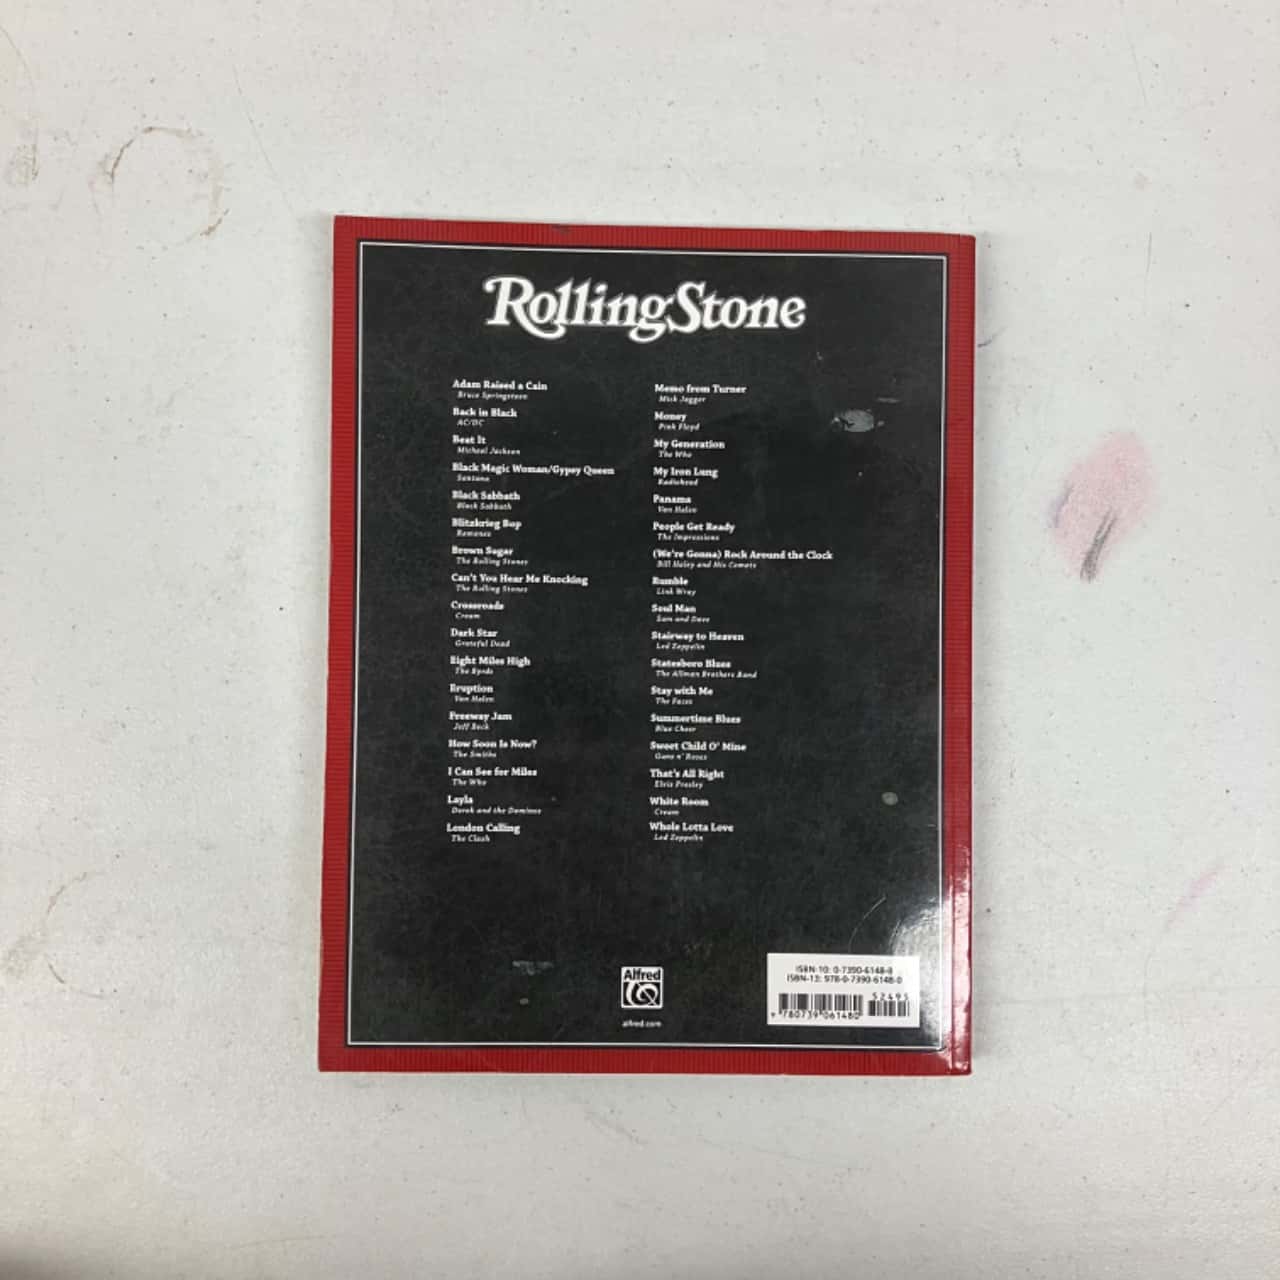 RollingStone
Adam Raised a Cain
Bruce Springsteen
Back in Black
AC/DC
Beat It
Michael Jackson
Black Magic Woman/Gypsy Queen
Santana
Black Sabbath
Black Sabbath
Blitzkrieg Bop
Ramones
Brown Sugar
The Rolling Stones
Can't You Hear Me Knocking
The Rolling Stones
Crossroads
Cream
Dark Star
Grateful Dead
Eight Miles High
The Byrds
Eruption
Van Halen
Freeway Jam
Jeff Beck
How Soon Is Now?
The Smiths
I Can See for Miles
The Who
Layla
Derek and the Dominos
London Calling
The Clash
Memo from Turner
Mick Jagger
Money
Pink Floyd
My Generation
The Who
My Iron Lung
Radiohead
Panama
Van Halen
People Get Ready
The Impressions
(We're Gonna) Rock Around the Clock
Bill Haley and His Comets
Rumble
Link Wray
Soul Man
Sam and Dave
Stairway to Heaven
Led Zeppelin
Statesboro Blues
The Allman Brothers Band
Stay with Me
The Faces
Summertime Blues
Blue Cheer
Sweet Child O' Mine
Guns n' Roses
That's All Right
Elvis Presley
White Room
Cream
Whole Lotta Love
Led Zeppelin
Alfred
alfred.com
ISBN-10: 0-7390-6148-8
ISBN-13: 978-0-7390-6148-0
52495
9 780739 061480